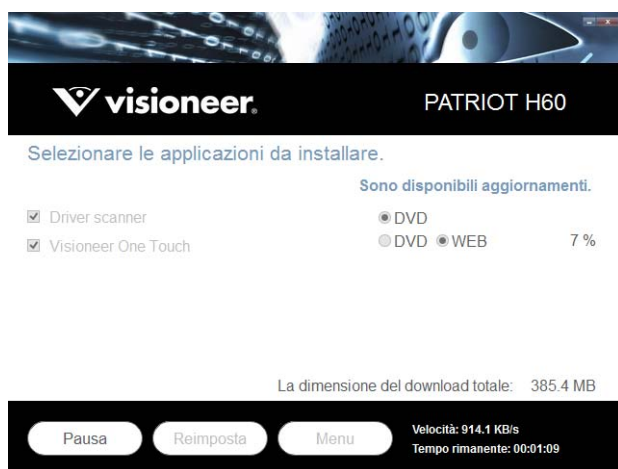 visioneer®
PATRIOT H60
Selezionare le applicazioni da installare.
Sono disponibili aggiornamenti.
Driver scanner DVD
Visioneer One Touch DVD WEB 7 %
La dimensione del download totale: 385.4 MB
Pausa Reimposta Menu
Velocità: 914.1 KB/s
Tempo rimanente: 00:01:09